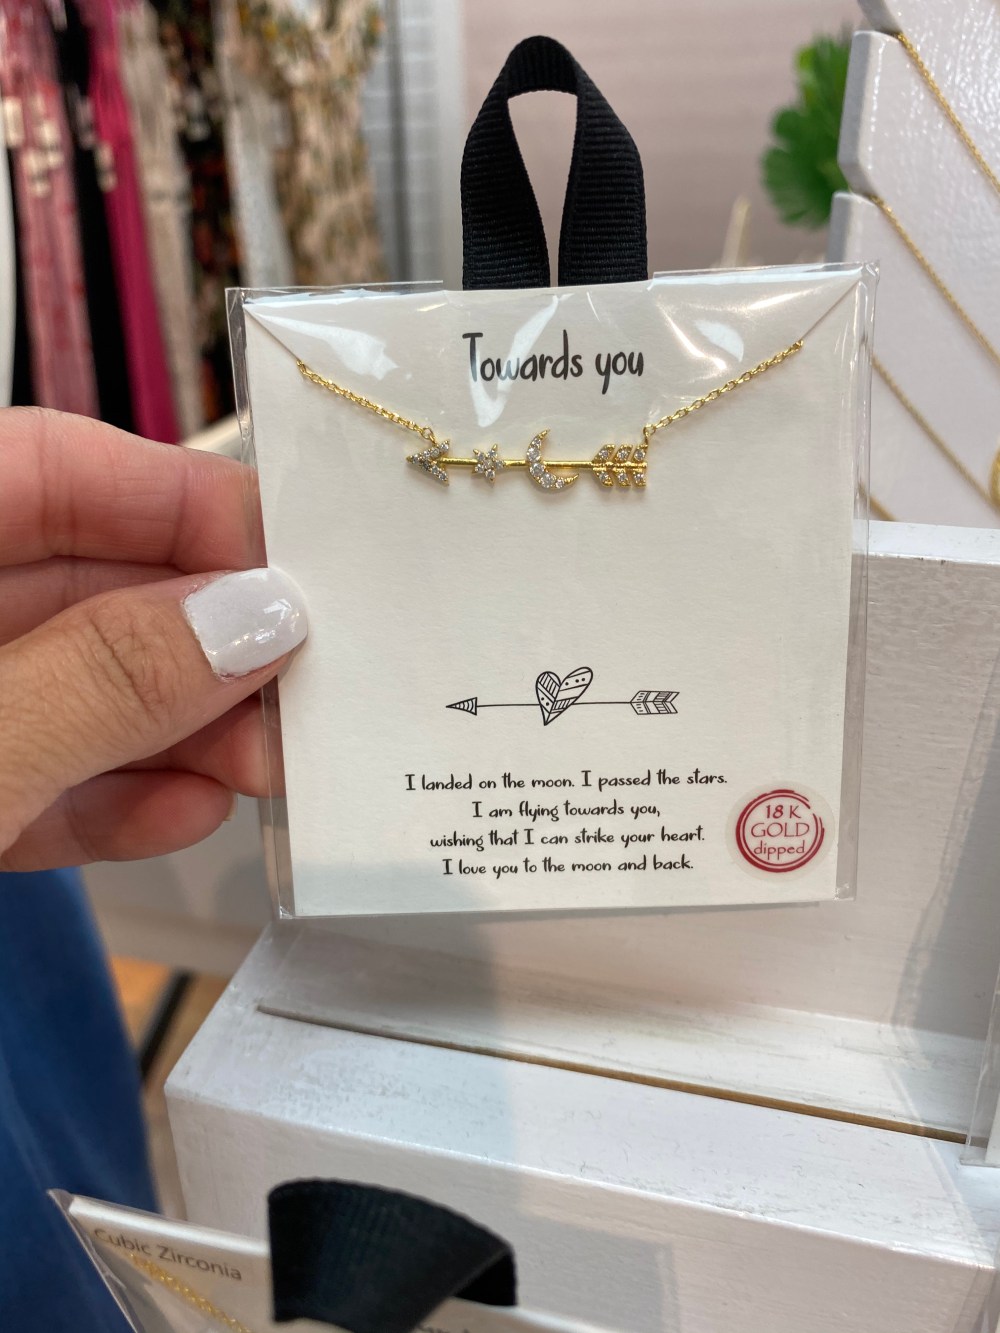 Towards you
I landed on the moon. I passed the stars.
I am flying towards you,
wishing that I can strike your heart.
I love you to the moon and back.
18 K
GOLD
dipped
Cubic Zirconia